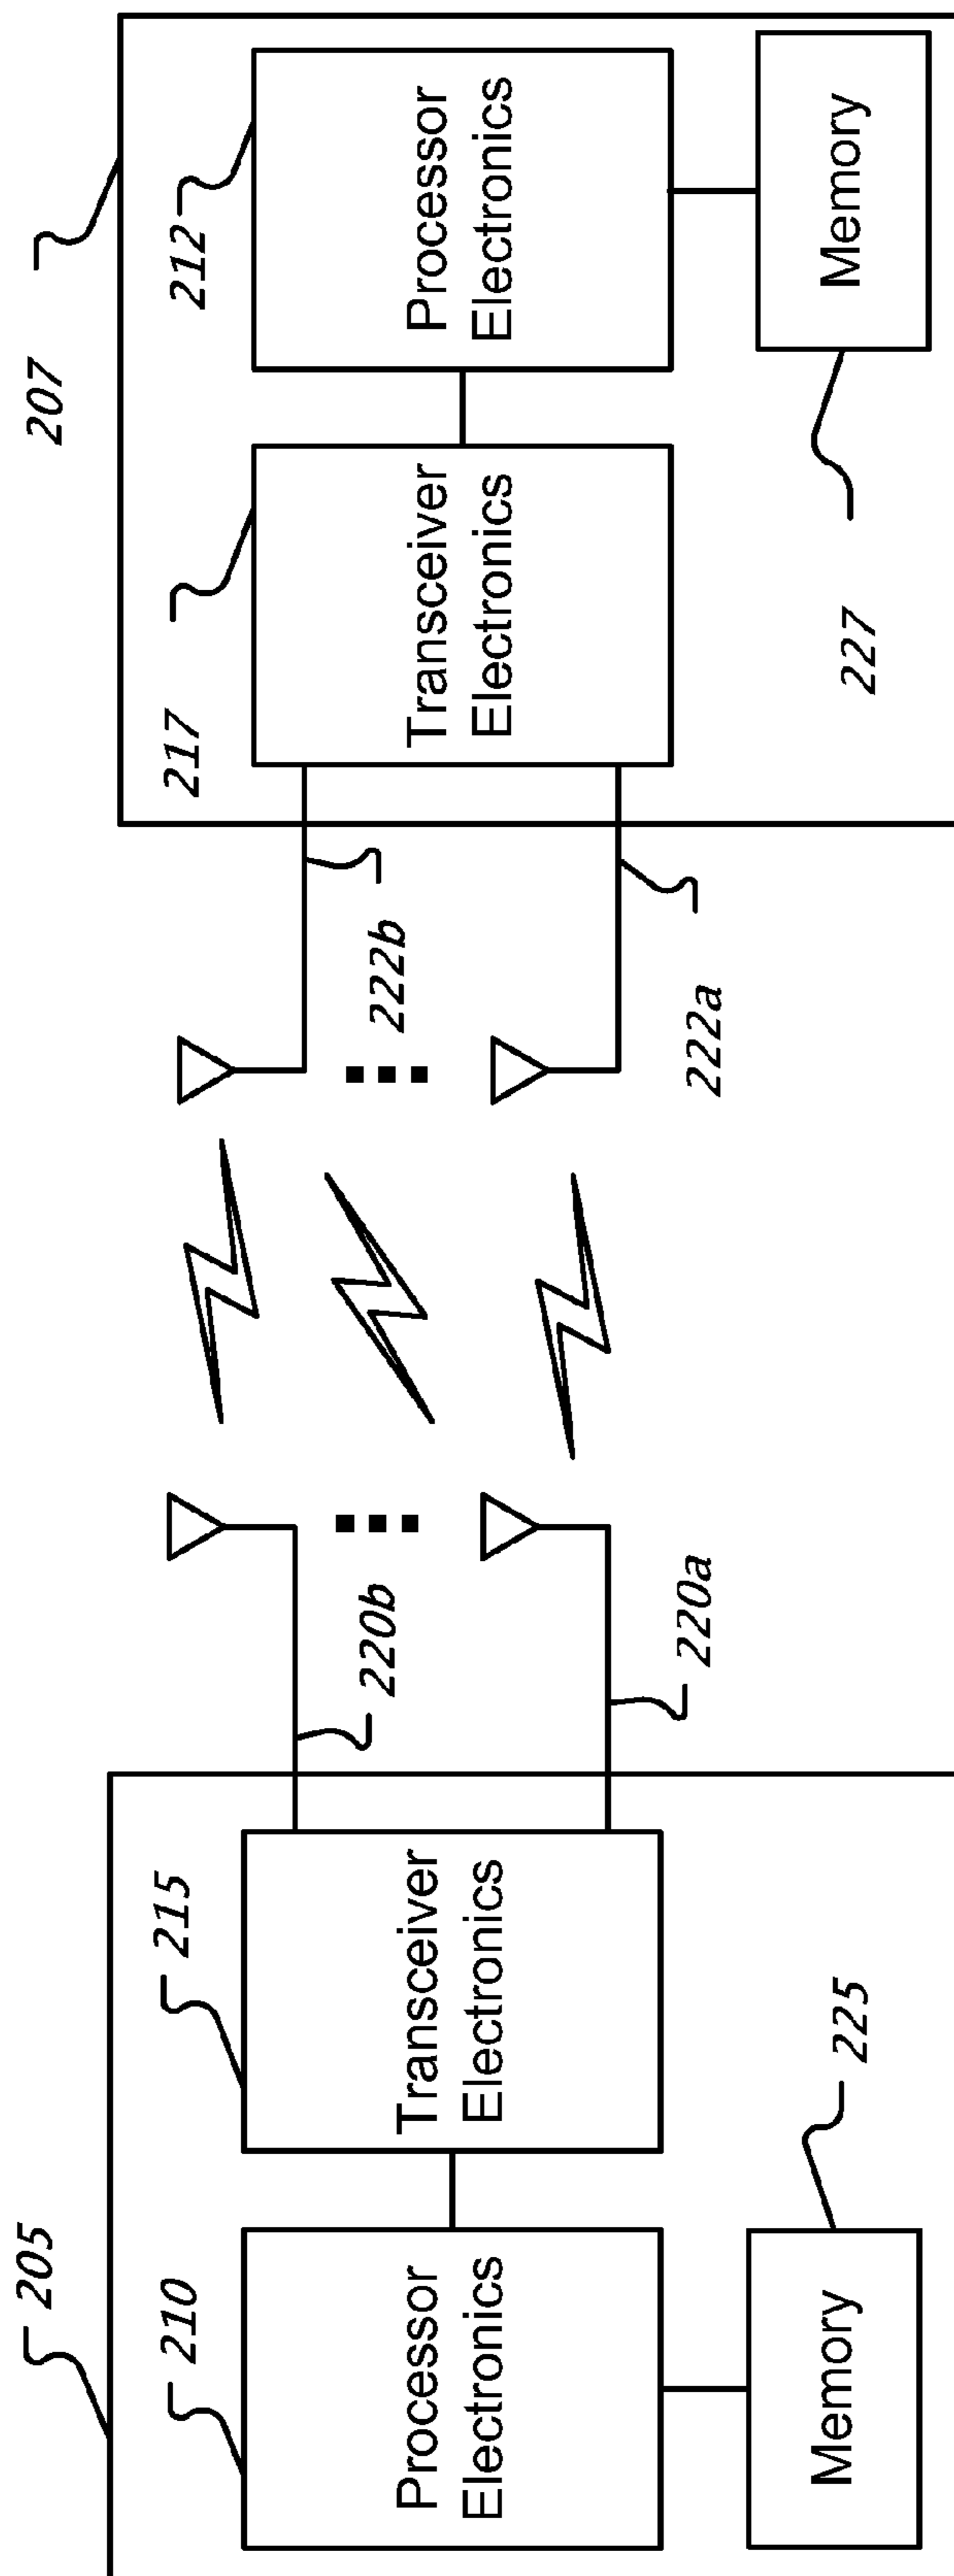 205
210
Processor
Electronics
Memory
225
215
Transceiver
Electronics
220b
220a
222b
222a
207
217
Transceiver
Electronics
212
Processor
Electronics
Memory
227